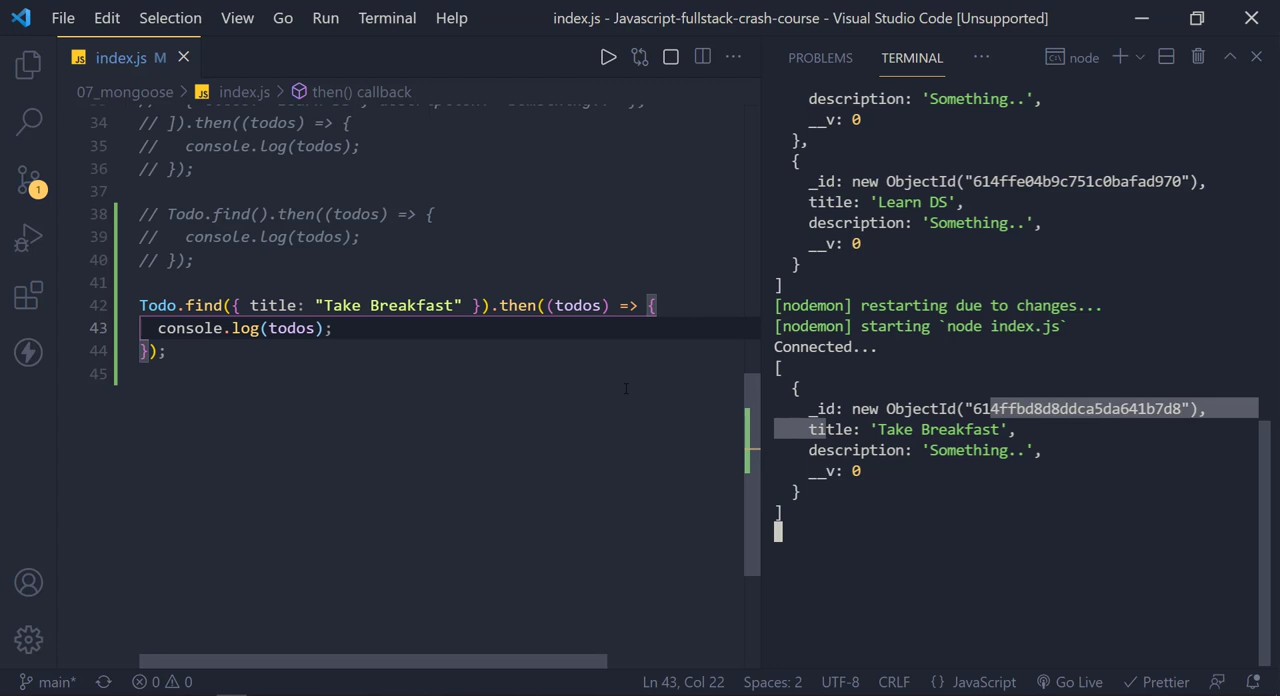 File Edit Selection View Go Run Terminal Help index.js - Javascript-fullstack-crash-course - Visual Studio Code [Unsupported]
JS index.js M
PROBLEMS TERMINAL ··· node
07_mongoose > JS index.js > then() callback
34 // ]).then((todos) => {
35 //   console.log(todos);
36 // });
37
38 // Todo.find().then((todos) => {
39 //   console.log(todos);
40 // });
41
42 Todo.find({ title: "Take Breakfast" }).then((todos) => {
43   console.log(todos);
44 });
45
description: 'Something..',
__v: 0
},
{
_id: new ObjectId("614ffe04b9c751c0bafad970"),
title: 'Learn DS',
description: 'Something..',
__v: 0
}
]
[nodemon] restarting due to changes...
[nodemon] starting `node index.js`
Connected...
[
{
_id: new ObjectId("614ffbd8d8ddca5da641b7d8"),
title: 'Take Breakfast',
description: 'Something..',
__v: 0
}
]
1
main* 0 0 Ln 43, Col 22 Spaces: 2 UTF-8 CRLF {} JavaScript Go Live Prettier